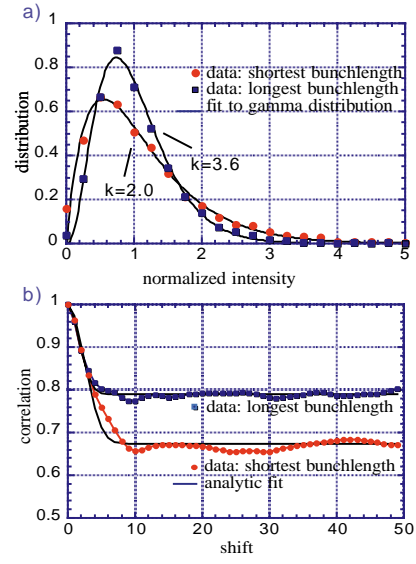 a)
1
0.8
0.6
0.4
0.2
0
distribution
data: shortest bunchlength
data: longest bunchlength
fit to gamma distribution
k=3.6
k=2.0
0 1 2 3 4 5
normalized intensity
b)
1
0.9
0.8
0.7
0.6
0.5
correlation
data: longest bunchlength
data: shortest bunchlength
analytic fit
0 10 20 30 40 50
shift